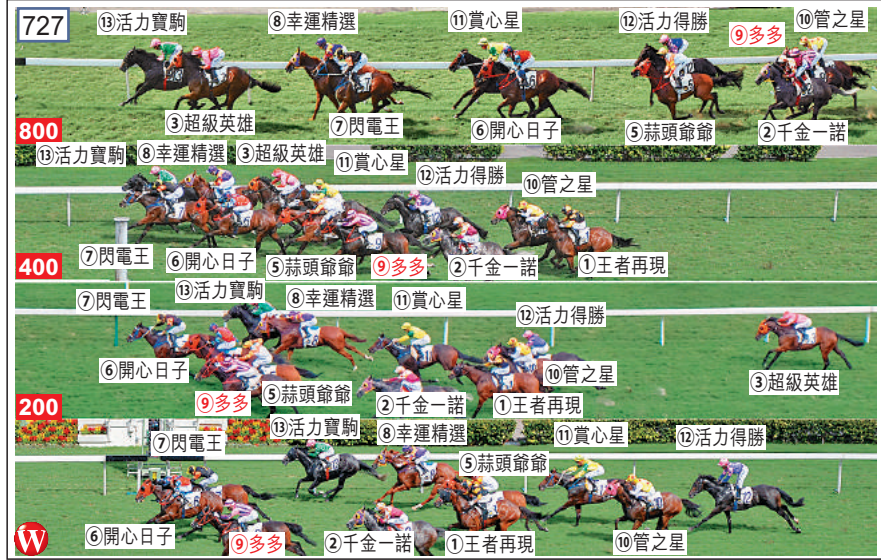 727
⑬活力寶駒 ⑧幸運精選 ⑪賞心星 ⑫活力得勝 ⑨多多 ⑩管之星
③超級英雄 ⑦閃電王 ⑥開心日子 ⑤蒜頭爺爺 ②千金一諾
800
⑬活力寶駒 ⑧幸運精選 ③超級英雄 ⑪賞心星 ⑫活力得勝 ⑩管之星
⑦閃電王 ⑥開心日子 ⑤蒜頭爺爺 ⑨多多 ②千金一諾 ①王者再現
400
⑦閃電王 ⑬活力寶駒 ⑧幸運精選 ⑪賞心星 ⑫活力得勝
⑥開心日子 ⑨多多 ⑤蒜頭爺爺 ②千金一諾 ①王者再現 ⑩管之星 ③超級英雄
200
⑦閃電王 ⑬活力寶駒 ⑧幸運精選 ⑤蒜頭爺爺 ⑪賞心星 ⑫活力得勝
⑥開心日子 ⑨多多 ②千金一諾 ①王者再現 ⑩管之星
W